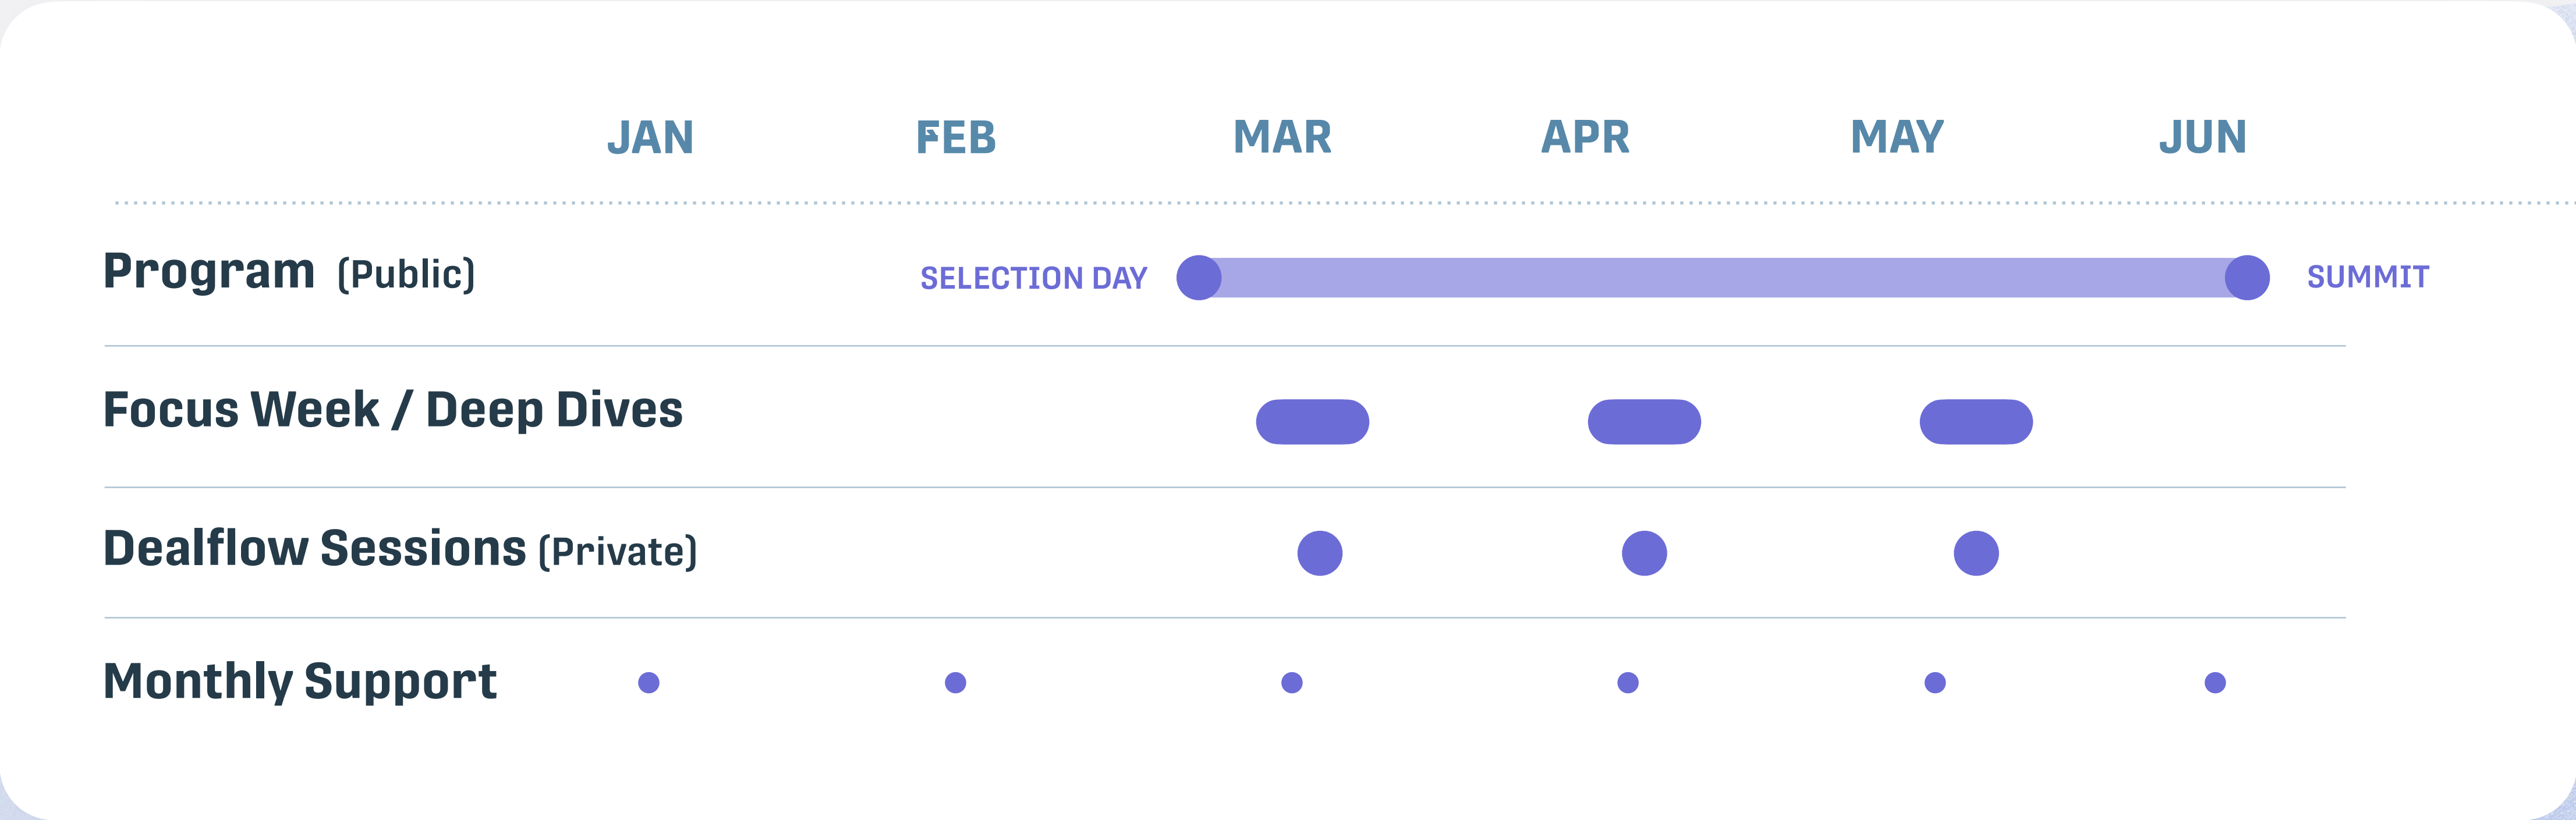 JAN FEB MAR APR MAY JUN
Program (Public) SELECTION DAY SUMMIT
Focus Week / Deep Dives
Dealflow Sessions (Private)
Monthly Support